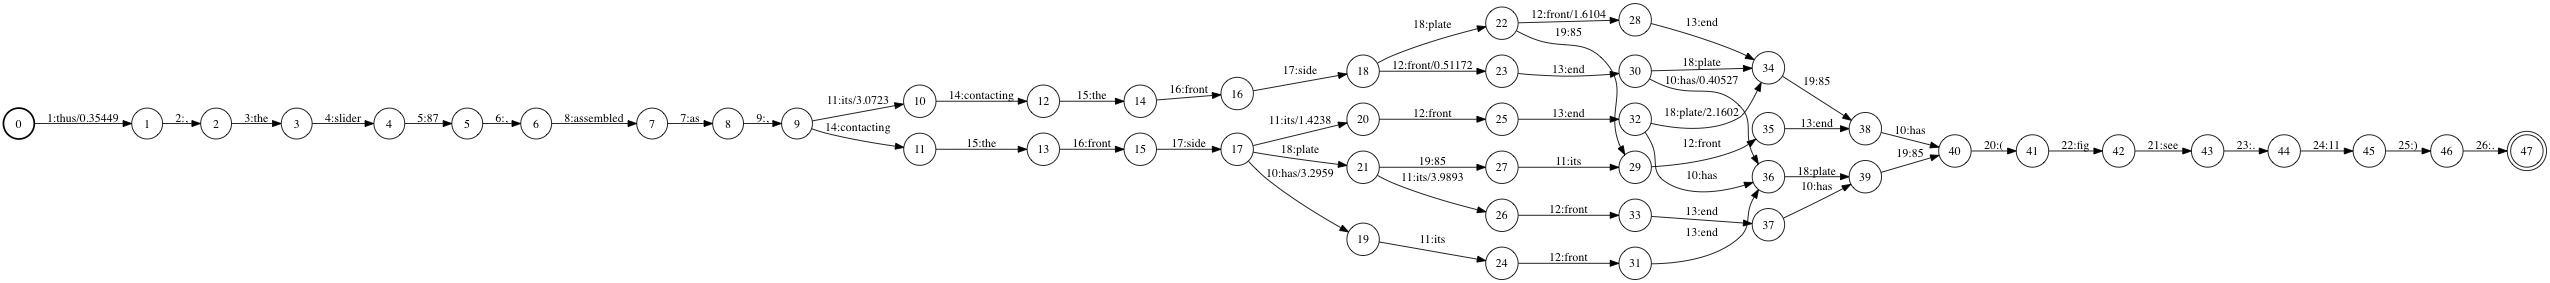 0 1:thus/0.35449 1 2:, 2 3:the 3 4:slider 4 5:87 5 6:, 6 8:assembled 7 7:as 8 9:, 9
11:its/3.0723 10 14:contacting 12 15:the 14 16:front 16 17:side 18
14:contacting 11 15:the 13 16:front 15 17:side 17
18:plate 22 12:front/1.6104 28 13:end 34
19:85
12:front/0.51172 23 13:end 30 18:plate
10:has/0.40527
11:its/1.4238 20 12:front 25 13:end 32 18:plate/2.1602
10:has
18:plate 21 19:85 27 11:its 29 12:front 35 13:end 38
11:its/3.9893 26 12:front 33 13:end 37 10:has
10:has/3.2959 19 11:its 24 12:front 31 13:end 36 18:plate 39
19:85
10:has
19:85
40 20:( 41 22:fig 42 21:see 43 23:. 44 24:11 45 25:) 46 26:. 47